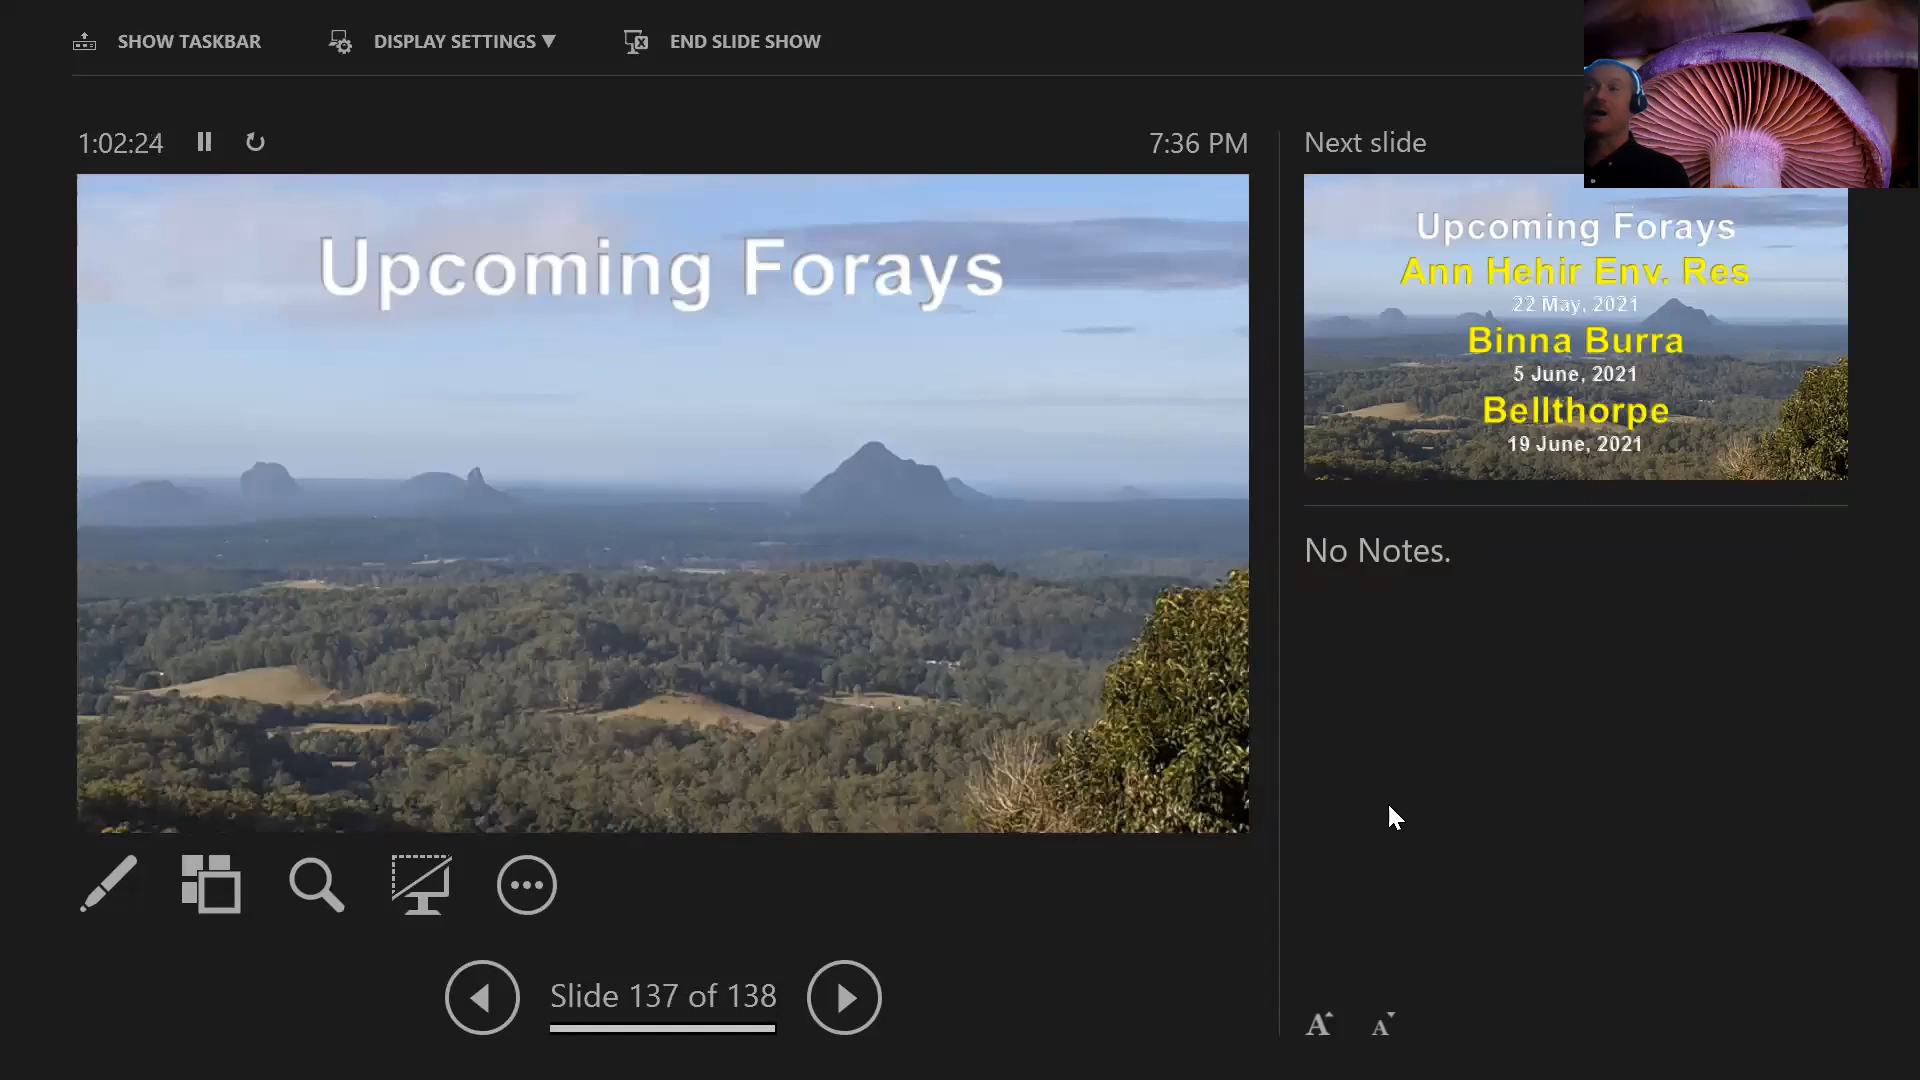 SHOW TASKBAR
DISPLAY SETTINGS ▼
END SLIDE SHOW
1:02:24
7:36 PM
Upcoming Forays
Next slide
Upcoming Forays
Ann Hehir Env. Res
22 May, 2021
Binna Burra
5 June, 2021
Bellthorpe
19 June, 2021
No Notes.
Slide 137 of 138
A A